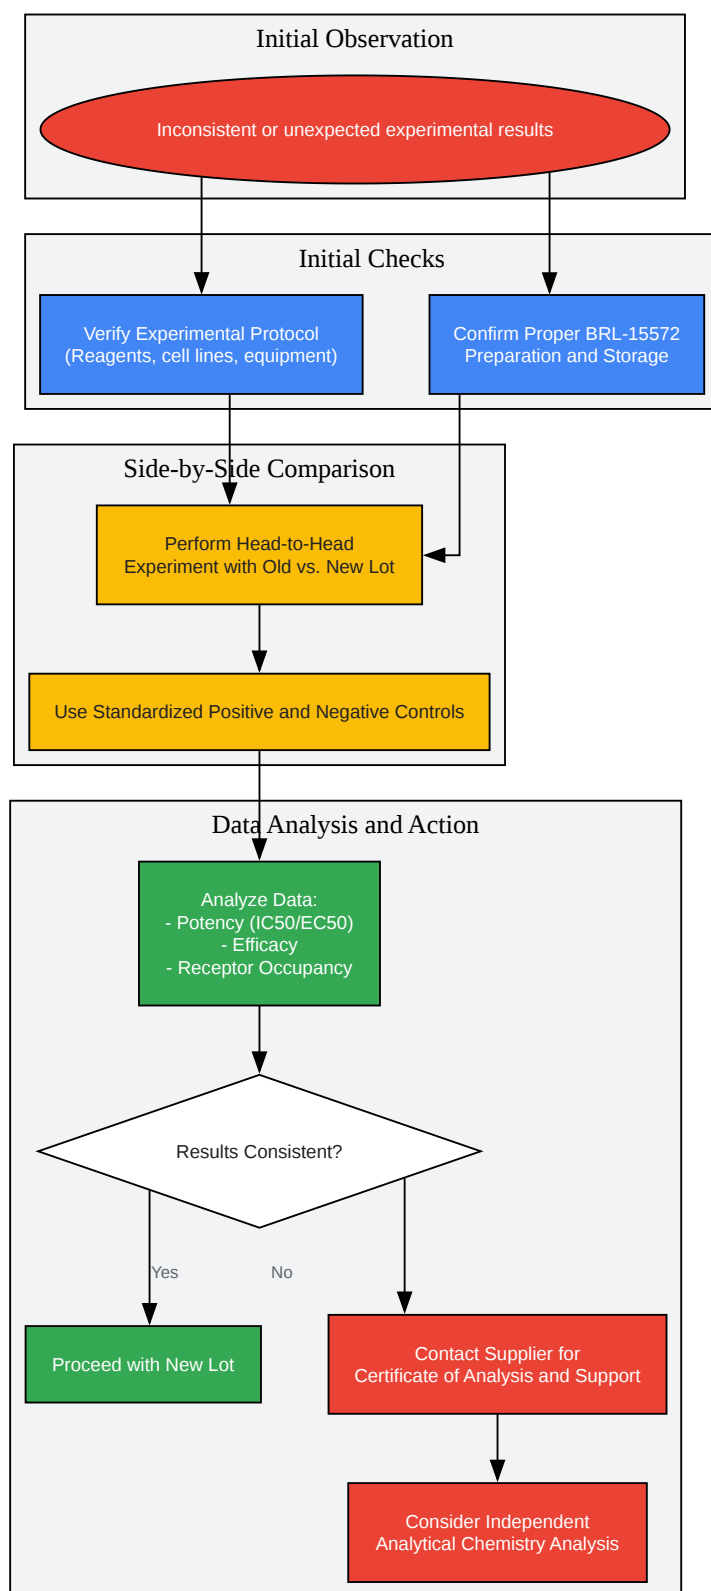 Initial Observation
Inconsistent or unexpected experimental results
Initial Checks
Verify Experimental Protocol
(Reagents, cell lines, equipment)
Confirm Proper BRL-15572
Preparation and Storage
Side-by-Side Comparison
Perform Head-to-Head
Experiment with Old vs. New Lot
Use Standardized Positive and Negative Controls
Data Analysis and Action
Analyze Data:
- Potency (IC50/EC50)
- Efficacy
- Receptor Occupancy
Results Consistent?
Yes
No
Proceed with New Lot
Contact Supplier for
Certificate of Analysis and Support
Consider Independent
Analytical Chemistry Analysis